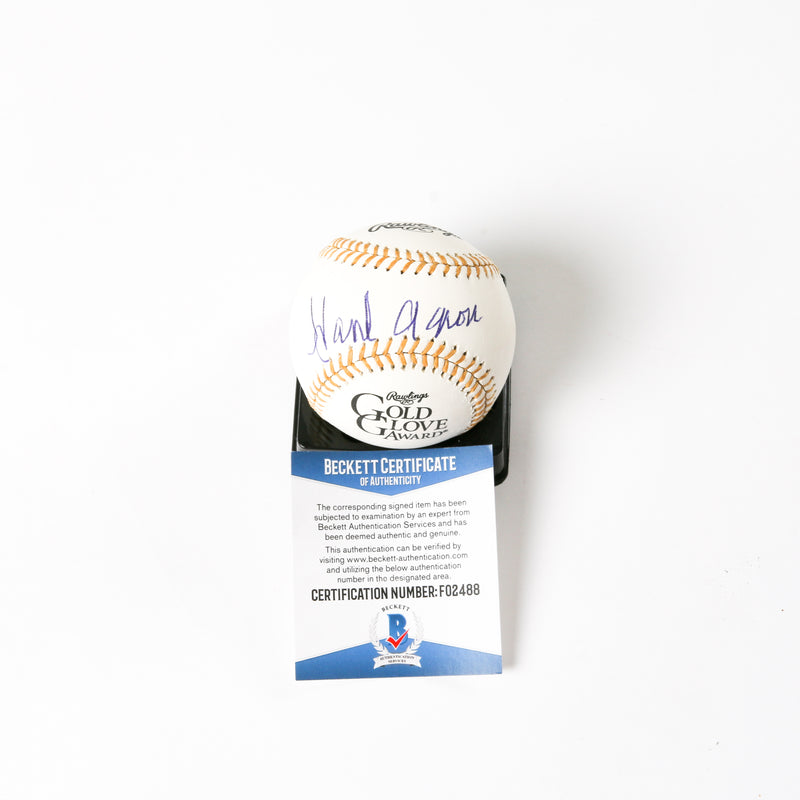 Rawlings
Hank Aaron
Rawlings
GOLD
GLOVE
AWARD®
BECKETT CERTIFICATE
OF AUTHENTICITY
The corresponding signed item has been
subjected to examination by an expert from
Beckett Authentication Services and has
been deemed authentic and genuine.
This authentication can be verified by
visiting www.beckett-authentication.com
and utilizing the below authentication
number in the designated area.
CERTIFICATION NUMBER: F02488
BECKETT
B
AUTHENTICATION
SERVICES